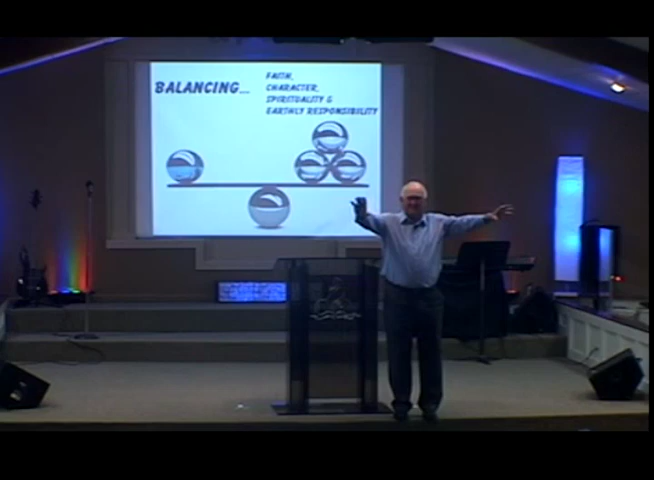 BALANCING...
FAITH,
CHARACTER,
SPIRITUALITY &
EARTHLY RESPONSIBILITY